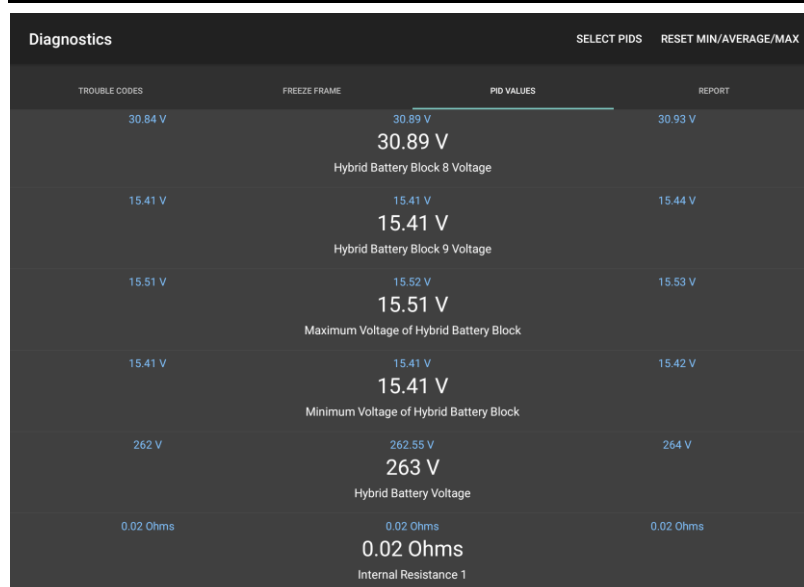 Diagnostics SELECT PIDS RESET MIN/AVERAGE/MAX
TROUBLE CODES FREEZE FRAME PID VALUES REPORT
30.84 V 30.89 V 30.93 V
30.89 V
Hybrid Battery Block 8 Voltage
15.41 V 15.41 V 15.44 V
15.41 V
Hybrid Battery Block 9 Voltage
15.51 V 15.52 V 15.53 V
15.51 V
Maximum Voltage of Hybrid Battery Block
15.41 V 15.41 V 15.42 V
15.41 V
Minimum Voltage of Hybrid Battery Block
262 V 262.55 V 264 V
263 V
Hybrid Battery Voltage
0.02 Ohms 0.02 Ohms 0.02 Ohms
0.02 Ohms
Internal Resistance 1